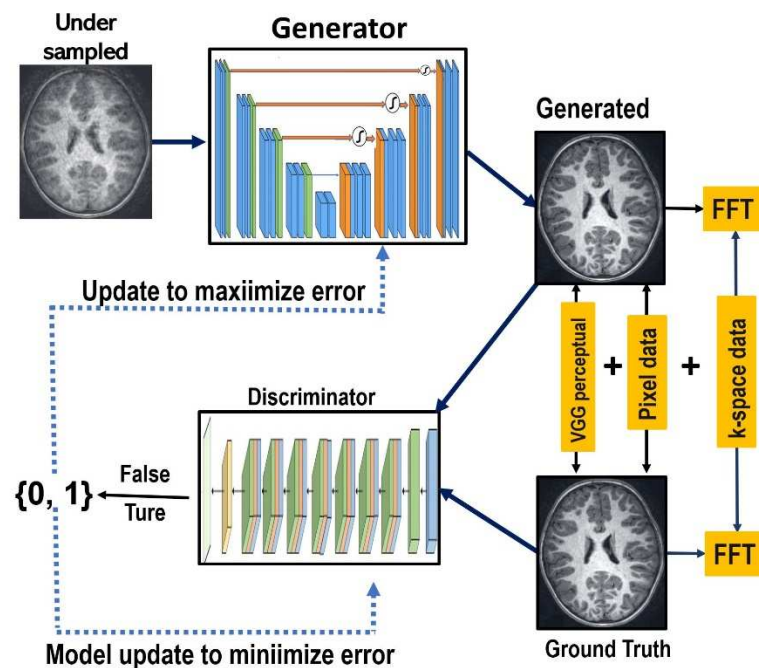 Under
sampled
Generator
Generated
FFT
Update to maxiimize error
VGG perceptual
+
Pixel data
+
k-space data
Discriminator
{0, 1}
False
Ture
FFT
Ground Truth
Model update to miniimize error